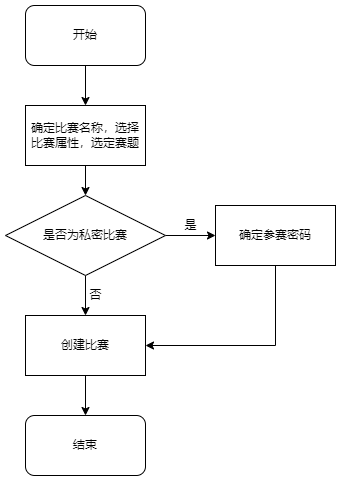 开始
确定比赛名称，选择
比赛属性，选定赛题
是否为私密比赛
是
确定参赛密码
否
创建比赛
结束